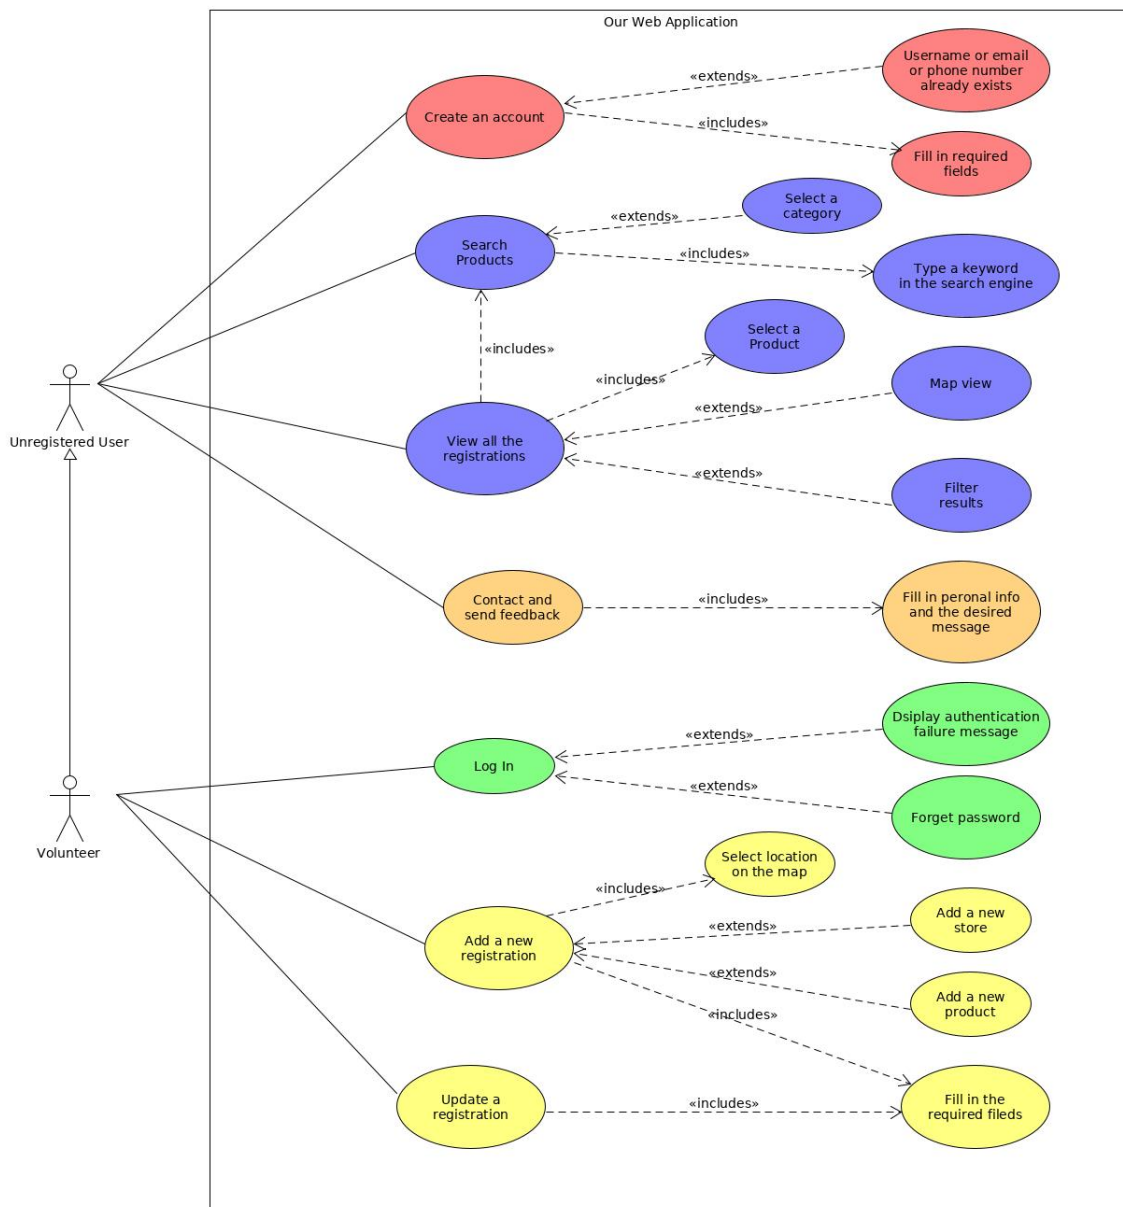 Our Web Application
Username or email
or phone number
already exists
«extends»
Create an account
«includes»
Fill in required
fields
Select a
category
«extends»
Search
Products
«includes»
Type a keyword
in the search engine
Select a
Product
«includes»
«includes»
Map view
«extends»
View all the
registrations
«extends»
Filter
results
Unregistered User
Contact and
send feedback
«includes»
Fill in peronal info
and the desired
message
Dsiplay authentication
failure message
«extends»
Log In
«extends»
Forget password
Volunteer
Select location
on the map
«includes»
Add a new
store
«extends»
Add a new
registration
«extends»
Add a new
product
«includes»
Update a
registration
«includes»
Fill in the
required fileds